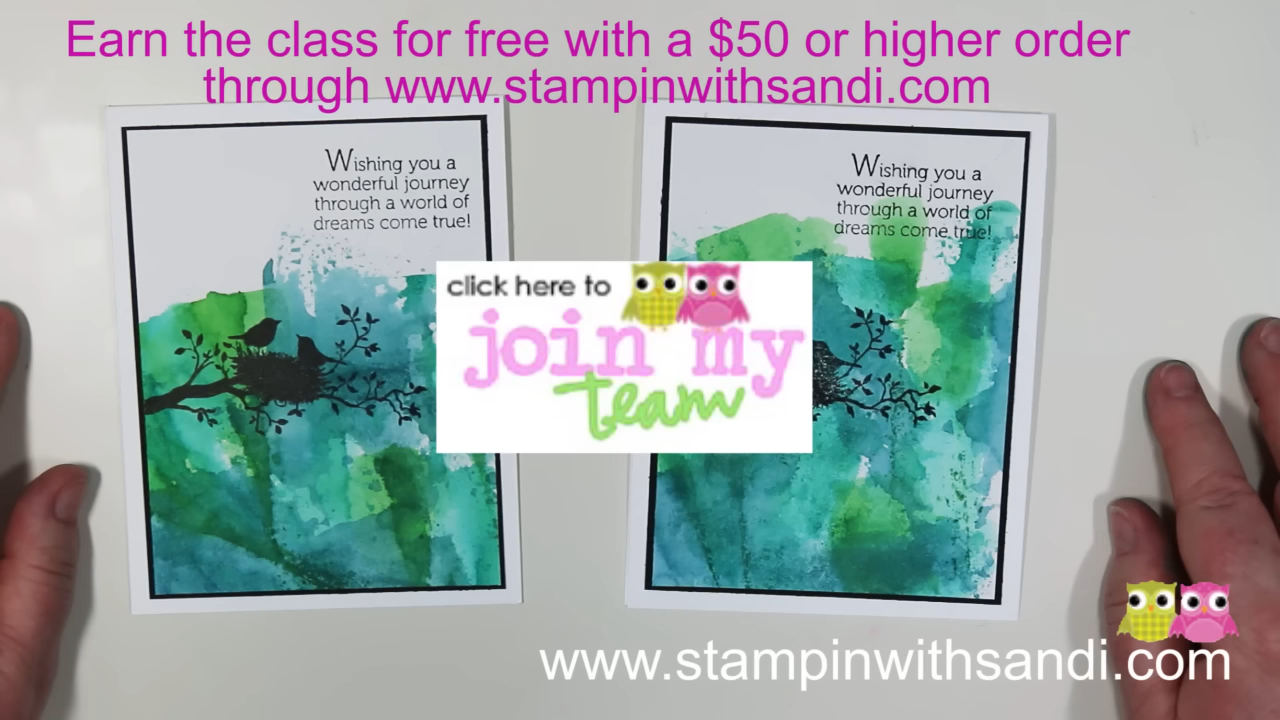 Earn the class for free with a $50 or higher order
through www.stampinwithsandi.com
Wishing you a
wonderful journey
through a world of
dreams come true!
Wishing you a
wonderful journey
through a world of
dreams come true!
click here to
join my
team
www.stampinwithsandi.com